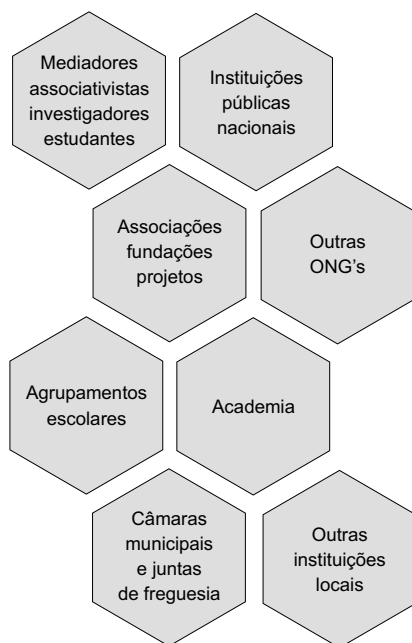 Mediadores
associativistas
investigadores
estudantes
Instituições
públicas
nacionais
Associações
fundações
projetos
Outras
ONG's
Agrupamentos
escolares
Academia
Câmaras
municipais
e juntas
de freguesia
Outras
instituições
locais